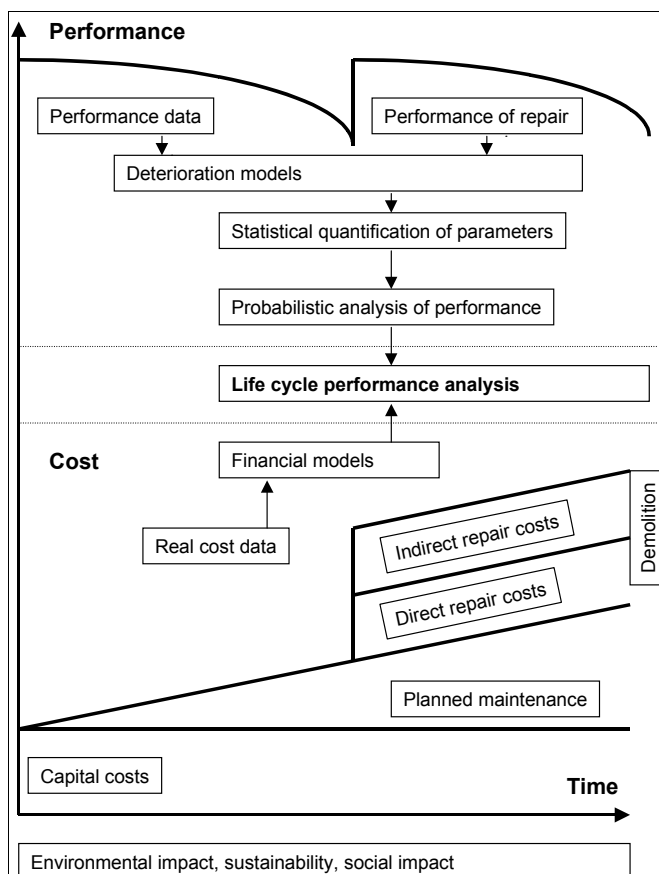 Performance
Performance data
Performance of repair
Deterioration models
Statistical quantification of parameters
Probabilistic analysis of performance
Life cycle performance analysis
Cost
Financial models
Real cost data
Indirect repair costs
Demolition
Direct repair costs
Planned maintenance
Capital costs
Time
Environmental impact, sustainability, social impact